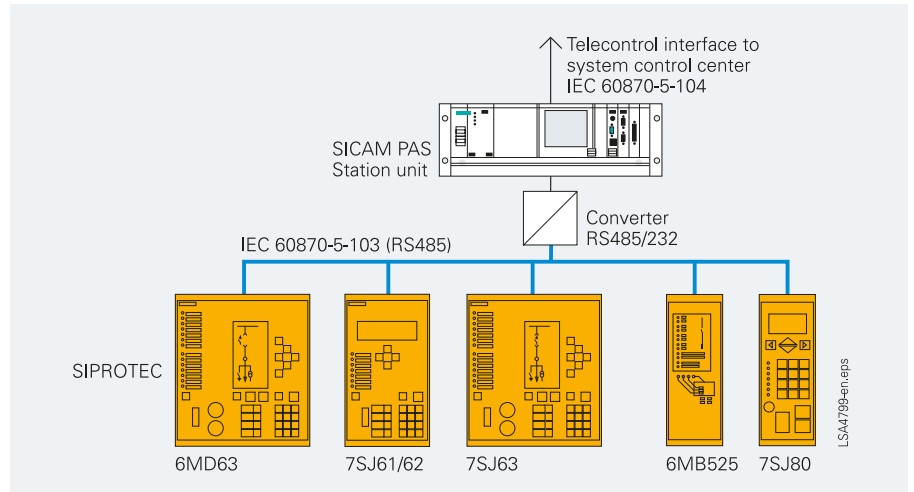 Telecontrol interface to
system control center
IEC 60870-5-104
SICAM PAS
Station unit
Converter
RS485/232
IEC 60870-5-103 (RS485)
SIPROTEC
6MD63
7SJ61/62
7SJ63
6MB525
7SJ80
LSA4799-en.eps